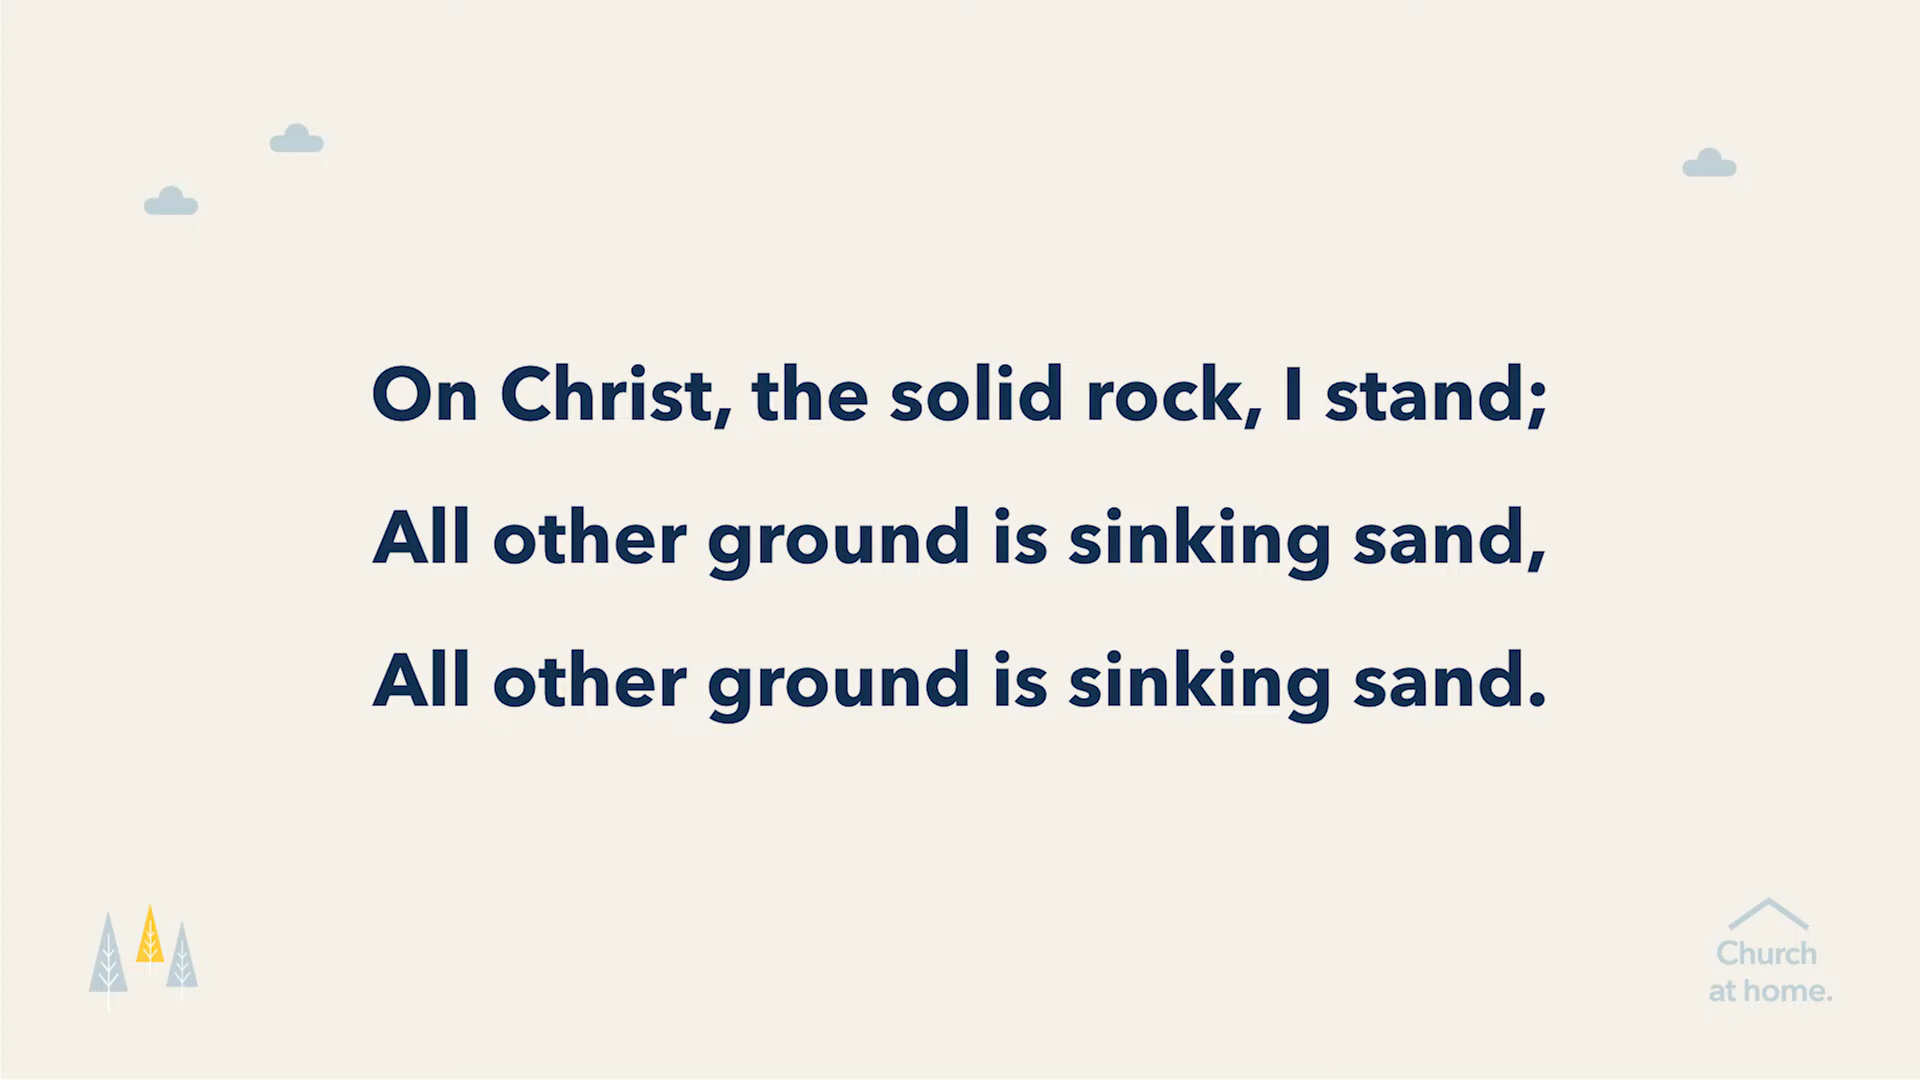 On Christ, the solid rock, I stand;
All other ground is sinking sand,
All other ground is sinking sand.
Church
at home.